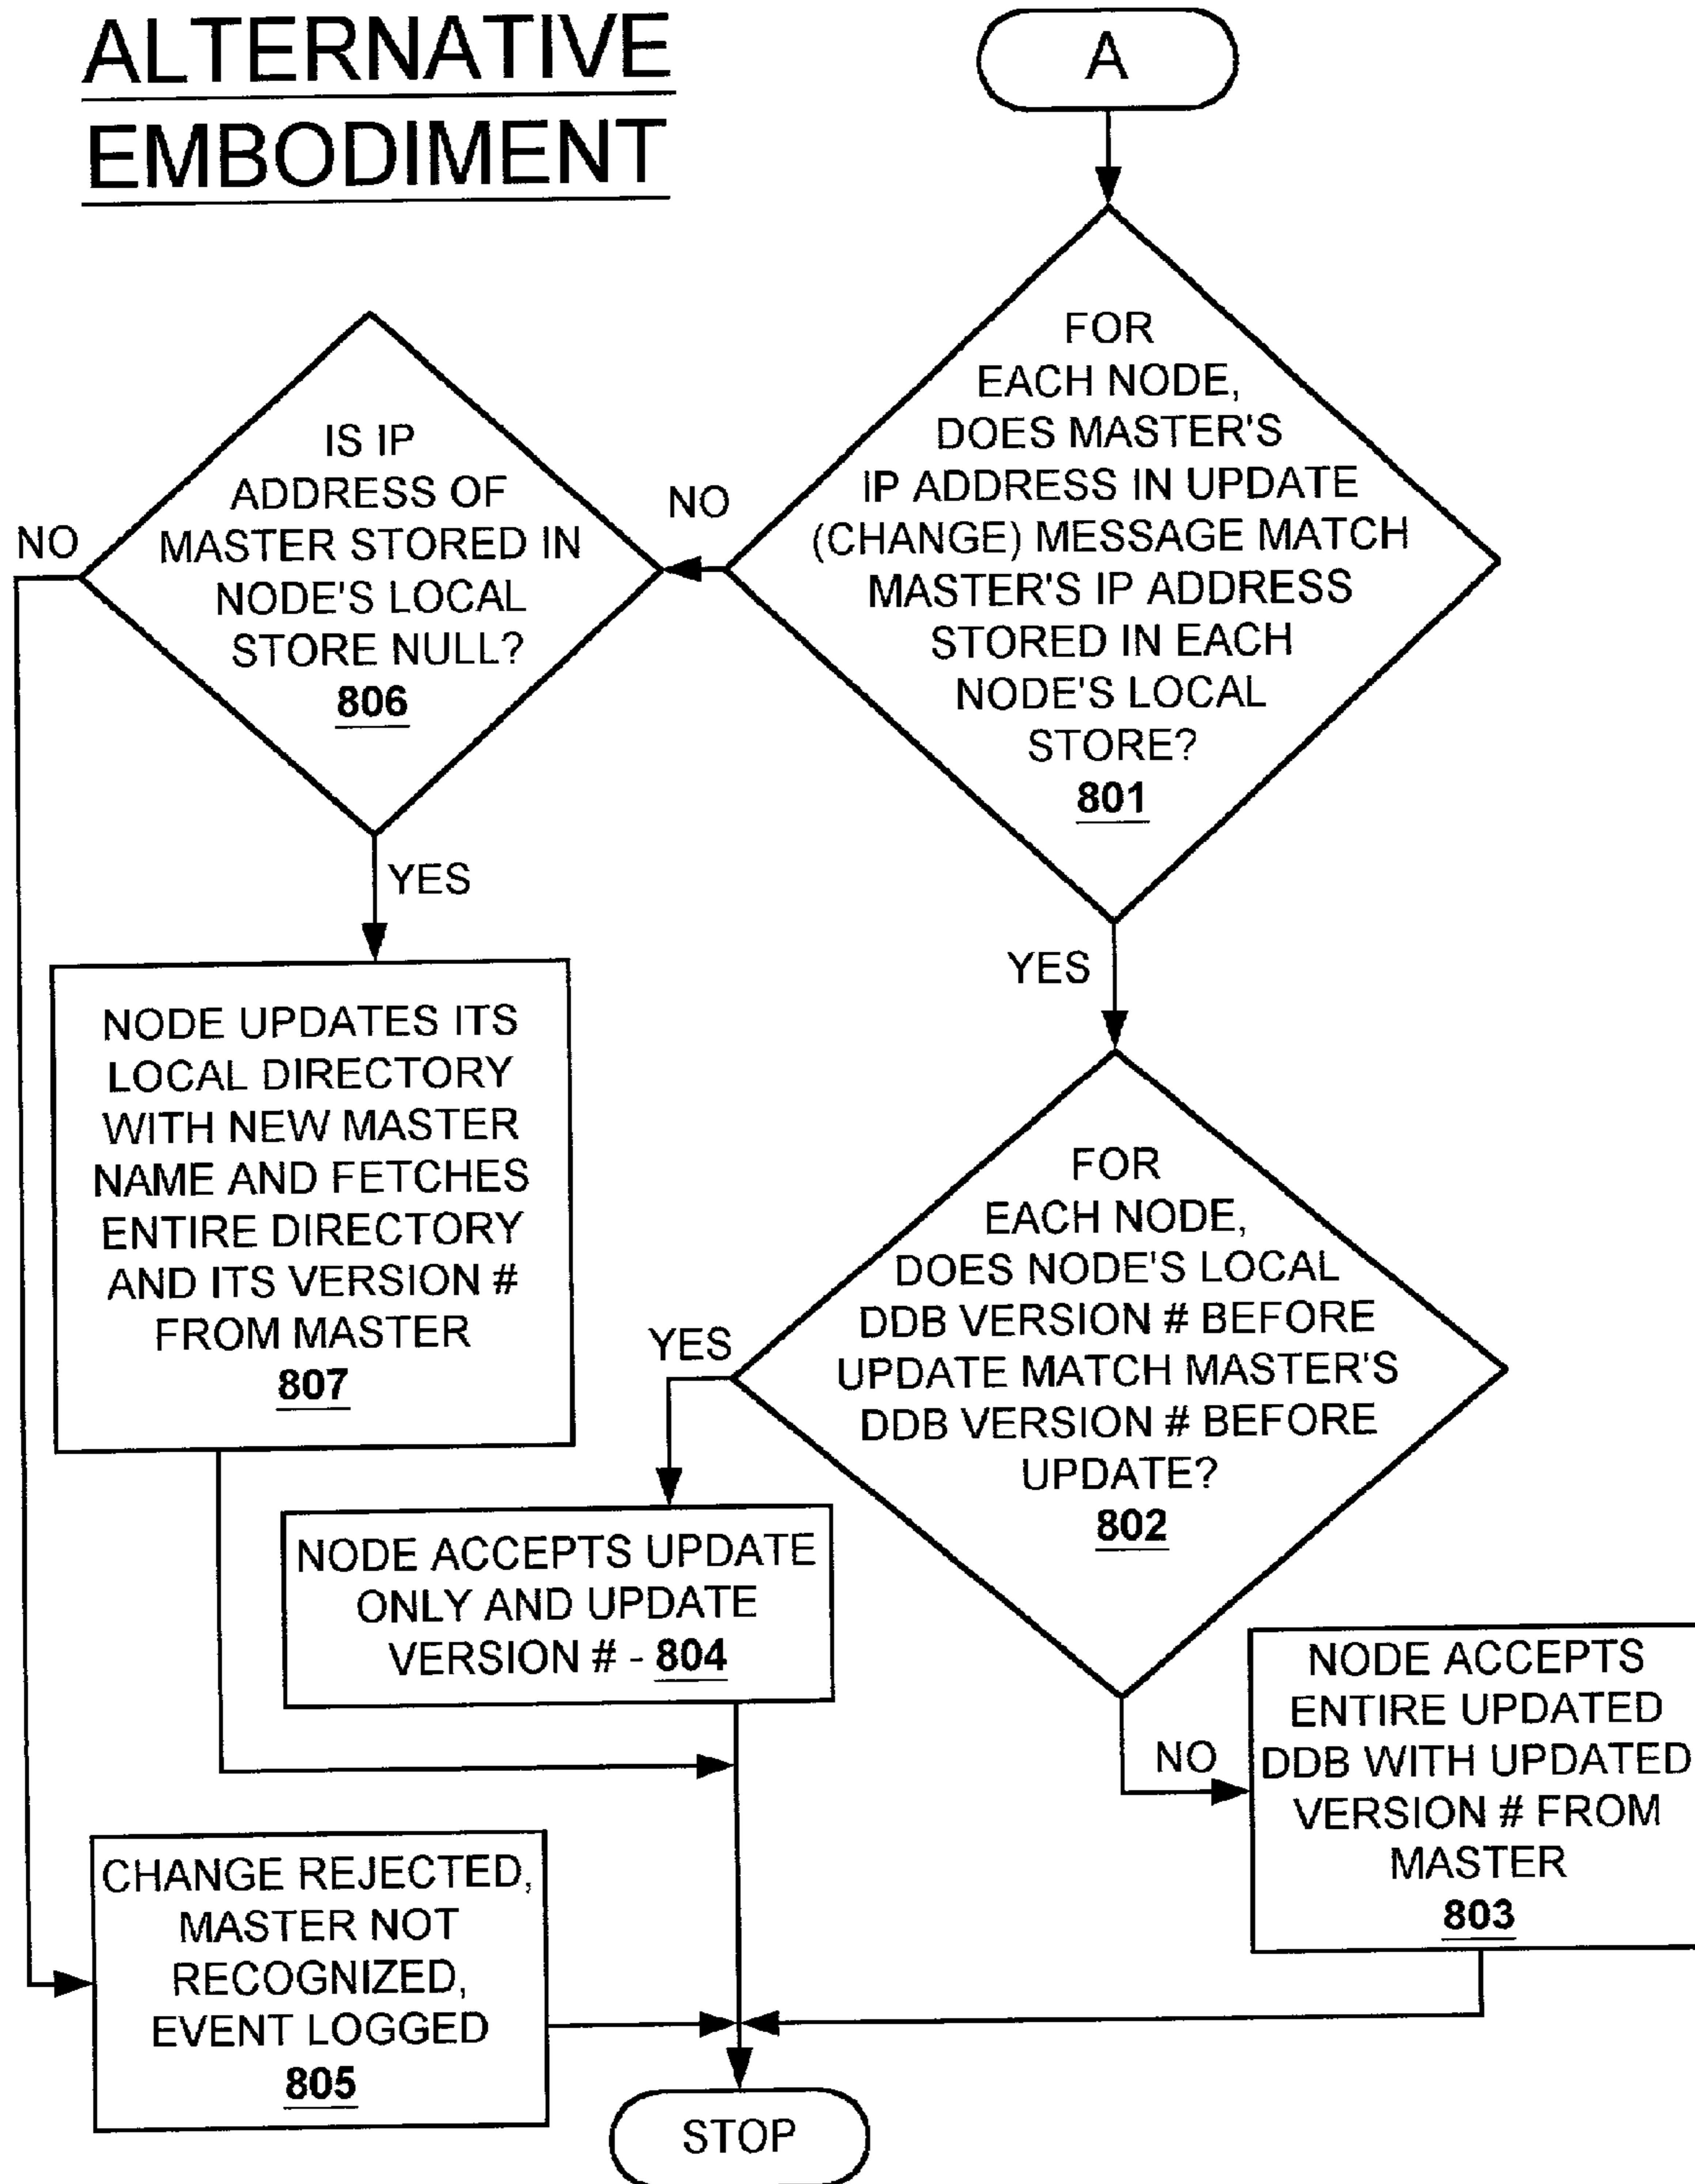 ALTERNATIVE
EMBODIMENT
A
FOR
EACH NODE,
DOES MASTER'S
IP ADDRESS IN UPDATE
(CHANGE) MESSAGE MATCH
MASTER'S IP ADDRESS
STORED IN EACH
NODE'S LOCAL
STORE?
801
NO
YES
IS IP
ADDRESS OF
MASTER STORED IN
NODE'S LOCAL
STORE NULL?
806
NO
YES
NODE UPDATES ITS
LOCAL DIRECTORY
WITH NEW MASTER
NAME AND FETCHES
ENTIRE DIRECTORY
AND ITS VERSION #
FROM MASTER
807
FOR
EACH NODE,
DOES NODE'S LOCAL
DDB VERSION # BEFORE
UPDATE MATCH MASTER'S
DDB VERSION # BEFORE
UPDATE?
802
YES
NO
NODE ACCEPTS UPDATE
ONLY AND UPDATE
VERSION # - 804
NODE ACCEPTS
ENTIRE UPDATED
DDB WITH UPDATED
VERSION # FROM
MASTER
803
CHANGE REJECTED,
MASTER NOT
RECOGNIZED,
EVENT LOGGED
805
STOP